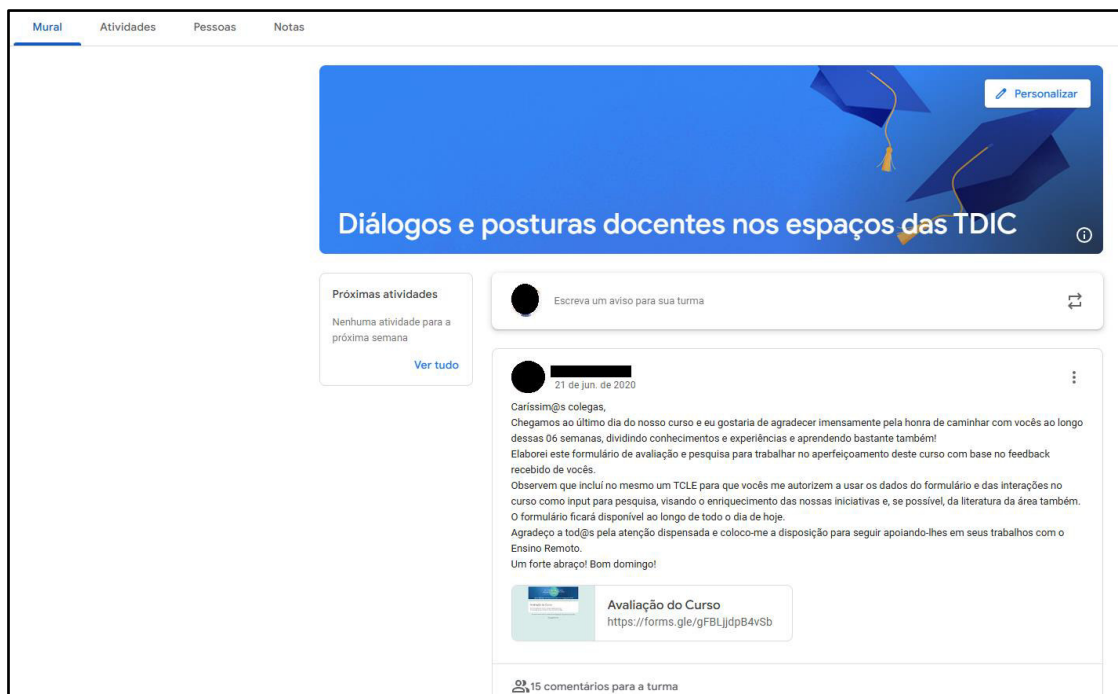 Mural Atividades Pessoas Notas
Personalizar
Diálogos e posturas docentes nos espaços das TDIC
Próximas atividades
Nenhuma atividade para a
próxima semana
Ver tudo
Escreva um aviso para sua turma
21 de jun. de 2020
Caríssim@s colegas,
Chegamos ao último dia do nosso curso e eu gostaria de agradecer imensamente pela honra de caminhar com vocês ao longo
dessas 06 semanas, dividindo conhecimentos e experiências e aprendendo bastante também!
Elaborei este formulário de avaliação e pesquisa para trabalhar no aperfeiçoamento deste curso com base no feedback
recebido de vocês.
Observem que incluí no mesmo um TCLE para que vocês me autorizem a usar os dados do formulário e das interações no
curso como input para pesquisa, visando o enriquecimento das nossas iniciativas e, se possível, da literatura da área também.
O formulário ficará disponível ao longo de todo o dia de hoje.
Agradeço a tod@s pela atenção dispensada e coloco-me a disposição para seguir apoiando-lhes em seus trabalhos com o
Ensino Remoto.
Um forte abraço! Bom domingo!
Avaliação do Curso
https://forms.gle/gFBLjjdpB4vSb
15 comentários para a turma